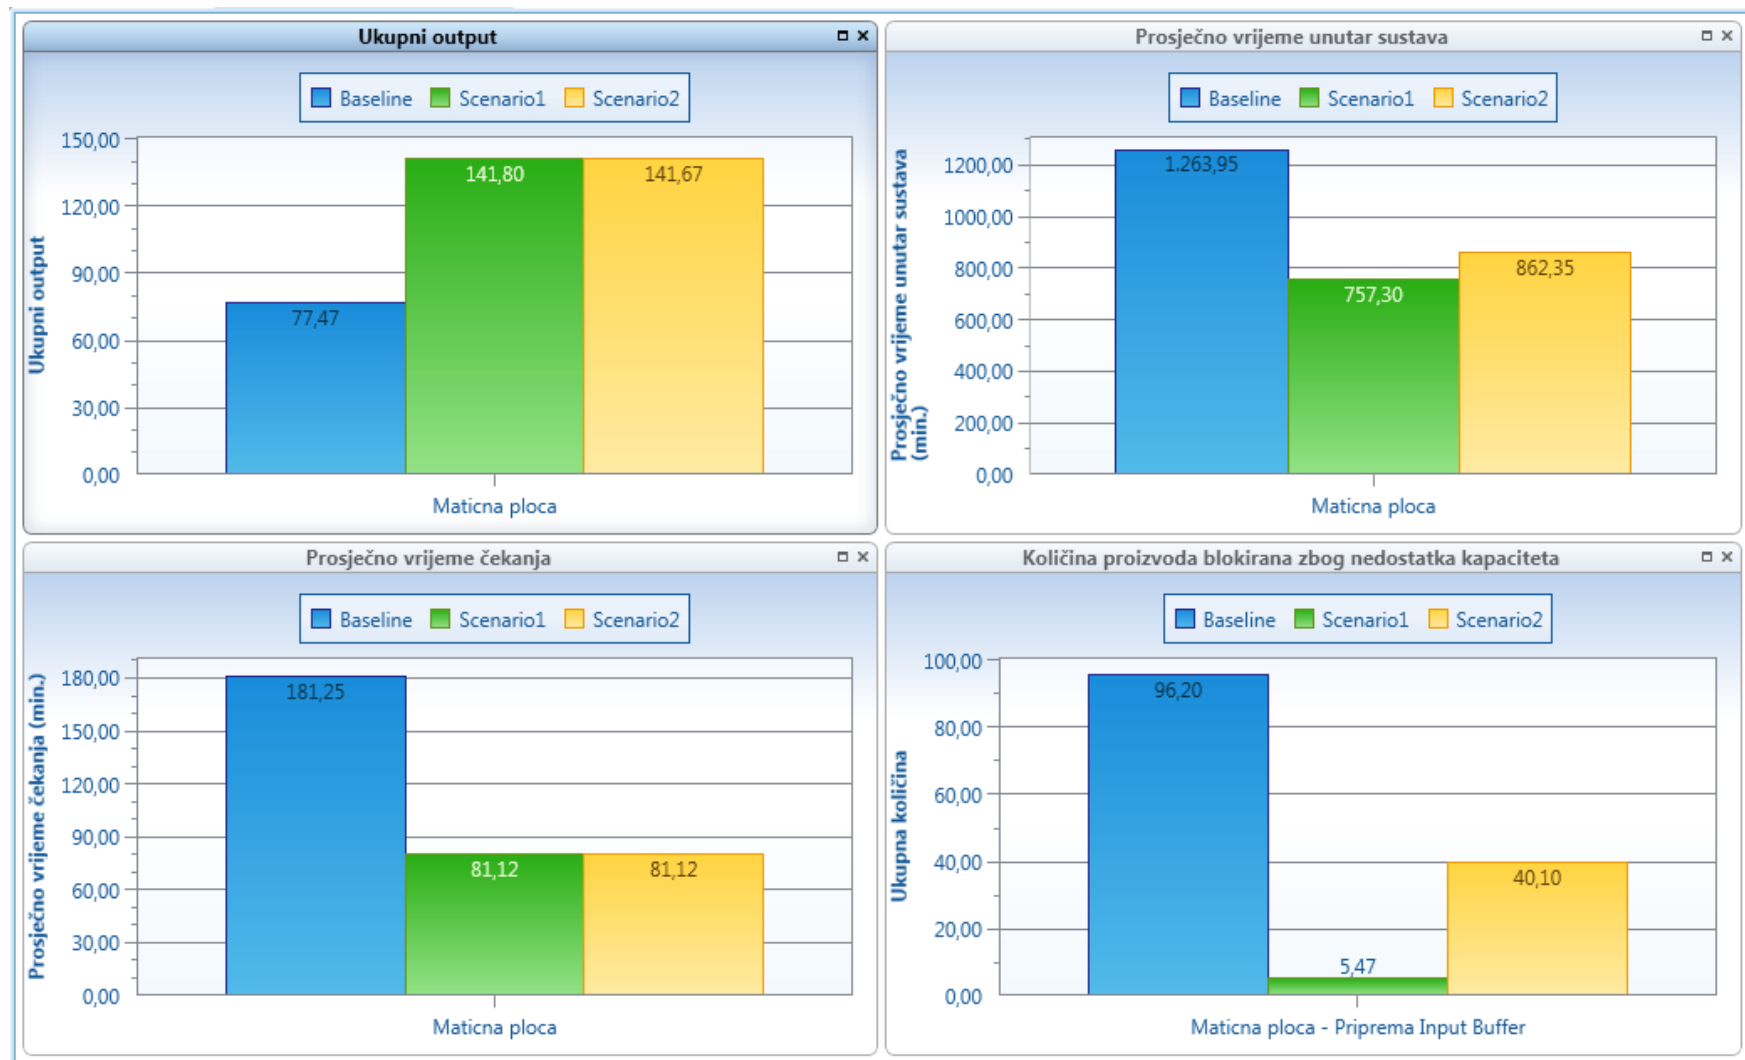 Ukupni output
Baseline Scenario1 Scenario2
150,00
120,00
90,00
60,00
30,00
0,00
Ukupni output
77,47
141,80
141,67
Maticna ploca
Prosječno vrijeme unutar sustava
Baseline Scenario1 Scenario2
1200,00
1000,00
800,00
600,00
400,00
200,00
0,00
Prosječno vrijeme unutar sustava
(min.)
1.263,95
757,30
862,35
Maticna ploca
Prosječno vrijeme čekanja
Baseline Scenario1 Scenario2
180,00
150,00
120,00
90,00
60,00
30,00
0,00
Prosječno vrijeme čekanja (min.)
181,25
81,12
81,12
Maticna ploca
Količina proizvoda blokirana zbog nedostatka kapaciteta
Baseline Scenario1 Scenario2
100,00
80,00
60,00
40,00
20,00
0,00
Ukupna količina
96,20
5,47
40,10
Maticna ploca - Priprema Input Buffer